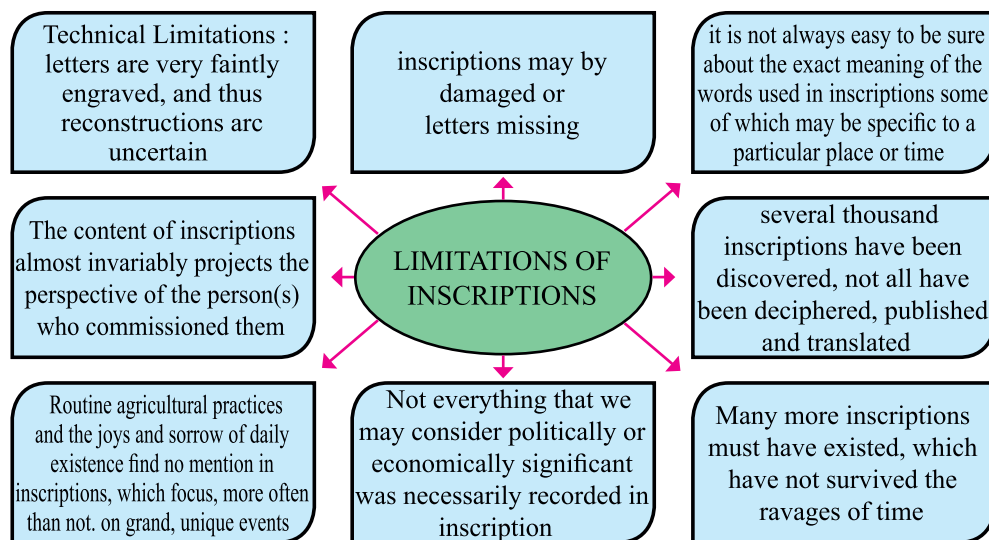 Technical Limitations :
letters are very faintly
engraved, and thus
reconstructions arc
uncertain
inscriptions may by
damaged or
letters missing
it is not always easy to be sure
about the exact meaning of the
words used in inscriptions some
of which may be specific to a
particular place or time
The content of inscriptions
almost invariably projects the
perspective of the person(s)
who commissioned them
LIMITATIONS OF
INSCRIPTIONS
several thousand
inscriptions have been
discovered, not all have
been deciphered, published
and translated
Routine agricultural practices
and the joys and sorrow of daily
existence find no mention in
inscriptions, which focus, more often
than not. on grand, unique events
Not everything that we
may consider politically or
economically significant
was necessarily recorded in
inscription
Many more inscriptions
must have existed, which
have not survived the
ravages of time